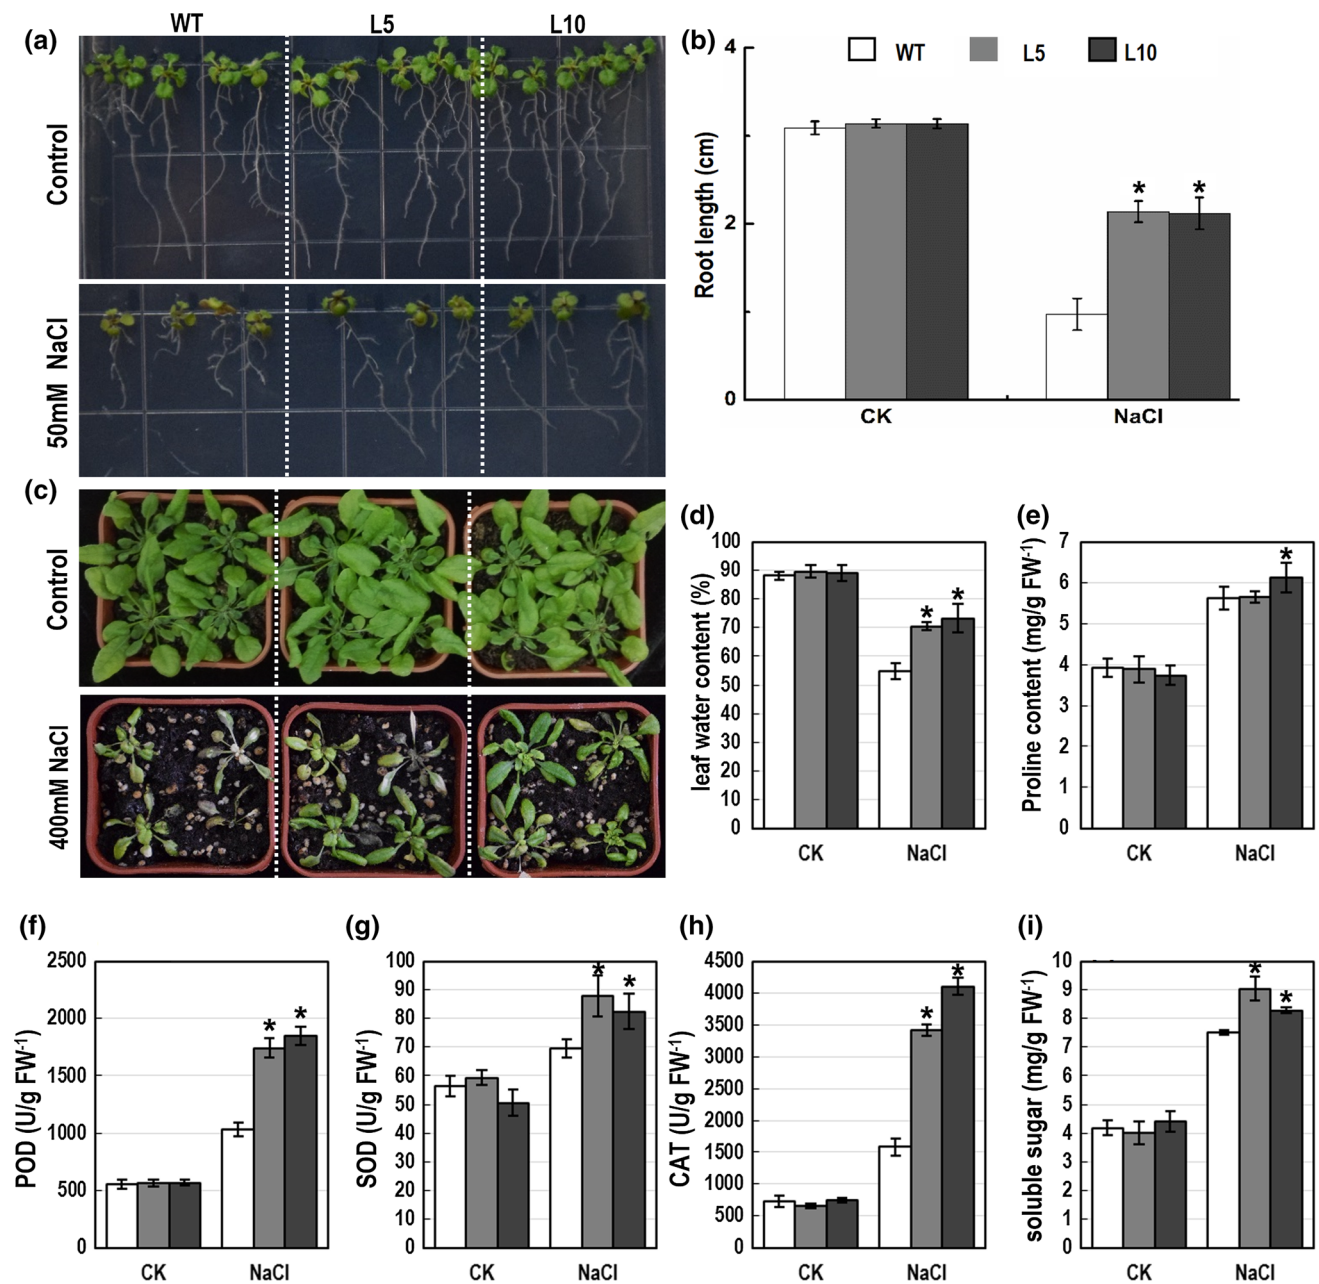 (a)
WT
L5
L10
Control
50mM NaCl
(b)
WT
L5
L10
Root length (cm)
4
2
0
CK
NaCl
(c)
Control
400mM NaCl
(d)
leaf water content (%)
100
90
80
70
60
50
40
30
20
10
0
CK
NaCl
*
*
(e)
Proline content (mg/g FW-1)
7
6
5
4
3
2
1
0
CK
NaCl
*
(f)
POD (U/g FW-1)
2500
2000
1500
1000
500
0
CK
NaCl
*
*
(g)
SOD (U/g FW-1)
100
90
80
70
60
50
40
30
20
10
0
CK
NaCl
*
*
(h)
CAT (U/g FW-1)
4500
4000
3500
3000
2500
2000
1500
1000
500
0
CK
NaCl
*
*
(i)
soluble sugar (mg/g FW-1)
10
9
8
7
6
5
4
3
2
1
0
CK
NaCl
*
*